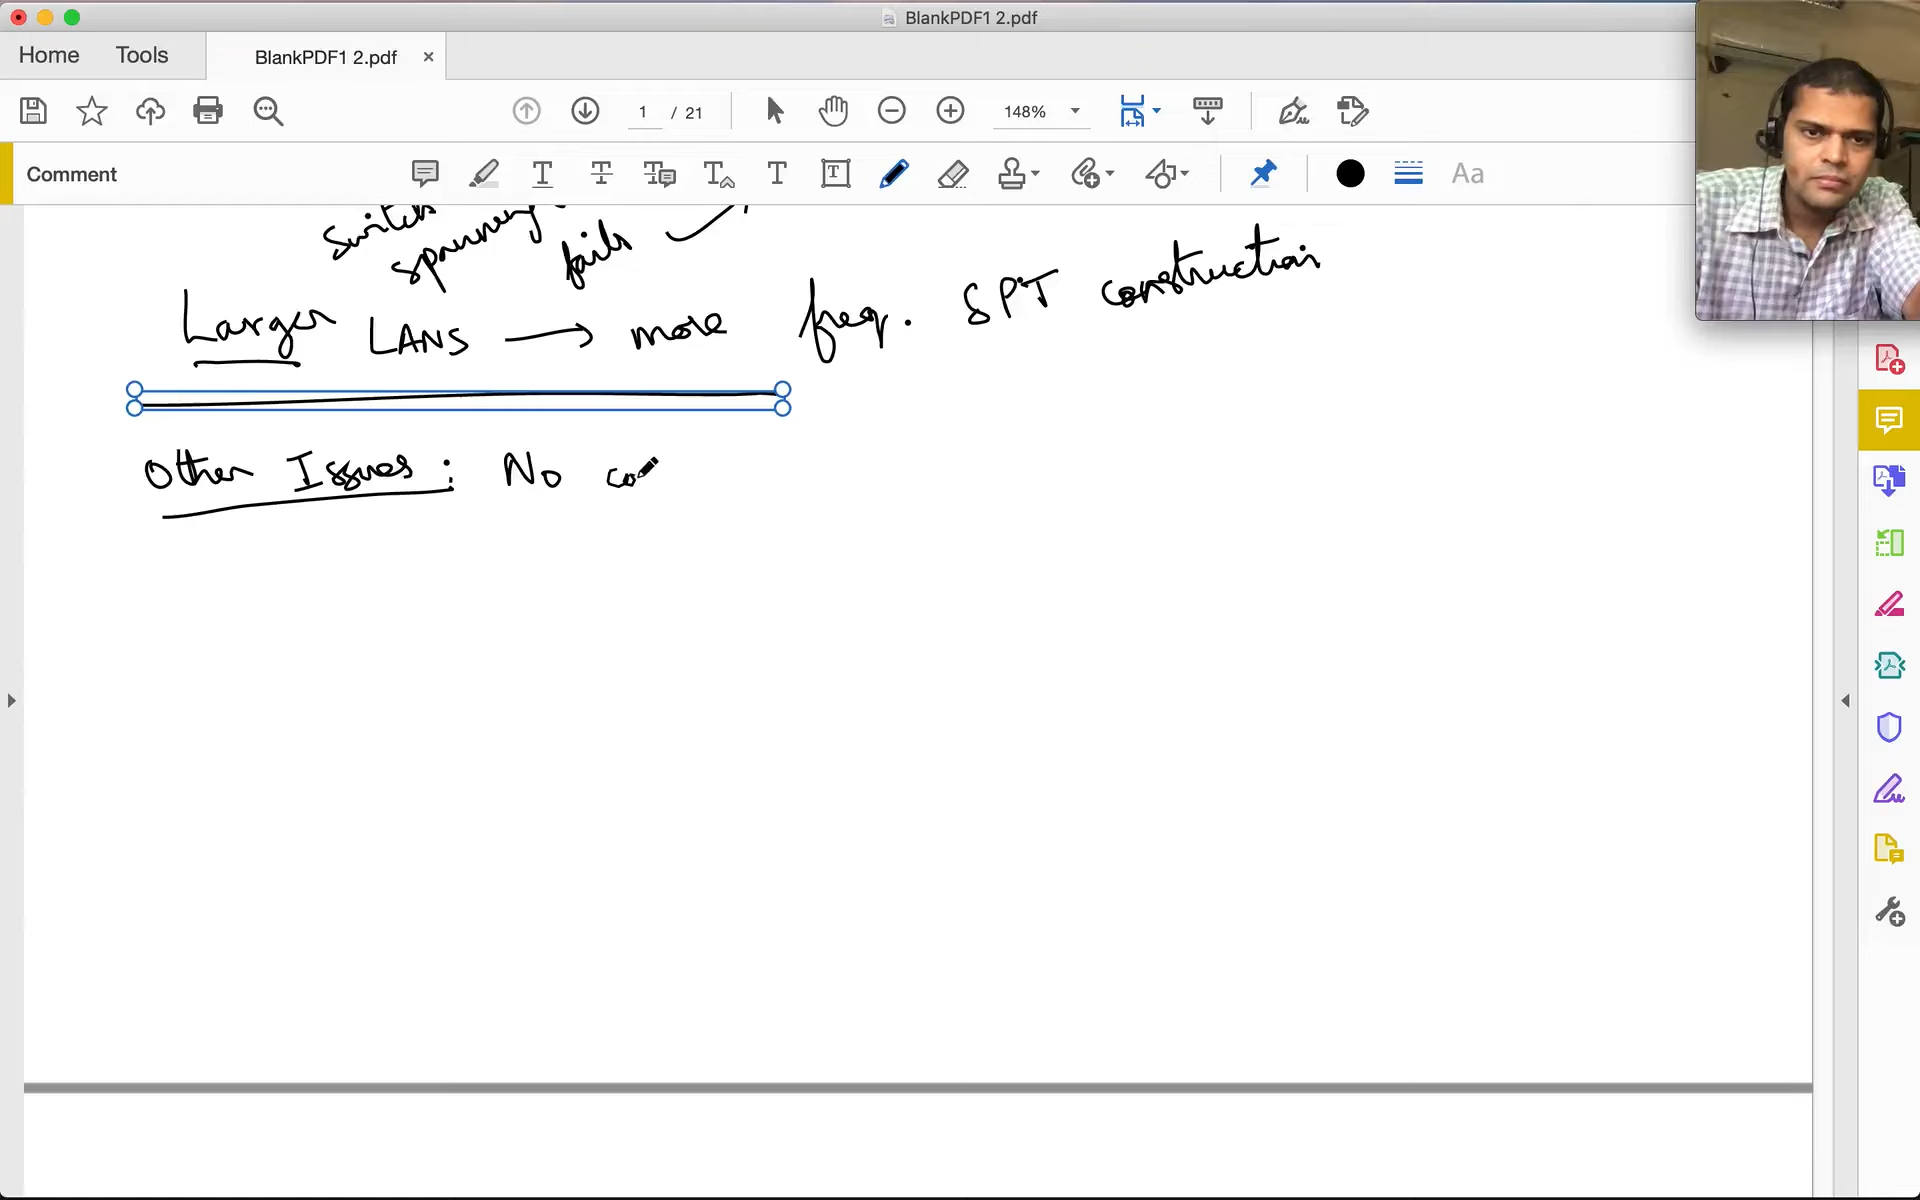 BlankPDF1 2.pdf
Home Tools BlankPDF1 2.pdf ×
1 / 21 148%
Comment Aa
switch
spanning
fails
Larger LANS → more freq. SPT construction
Other Issues: No co